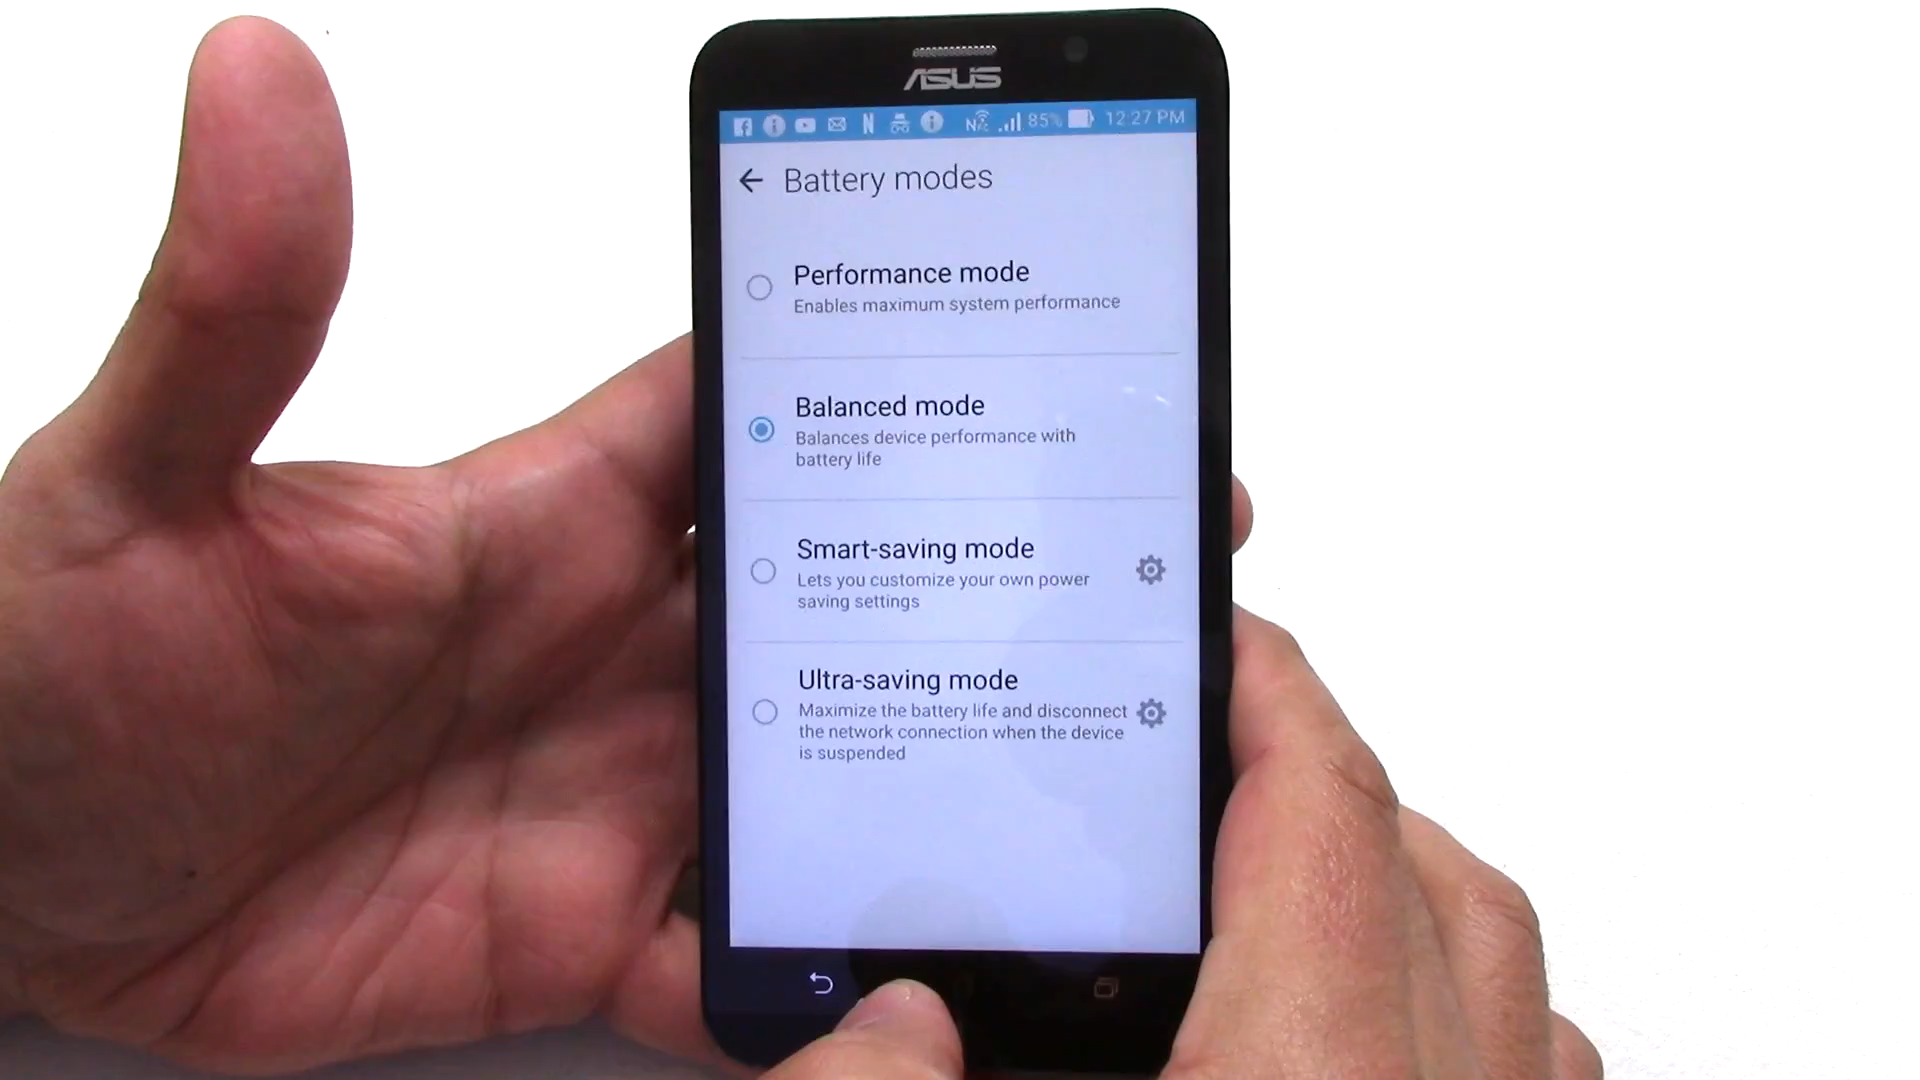 ASUS
85% 12:27 PM
Battery modes
Performance mode
Enables maximum system performance
Balanced mode
Balances device performance with
battery life
Smart-saving mode
Lets you customize your own power
saving settings
Ultra-saving mode
Maximize the battery life and disconnect
the network connection when the device
is suspended